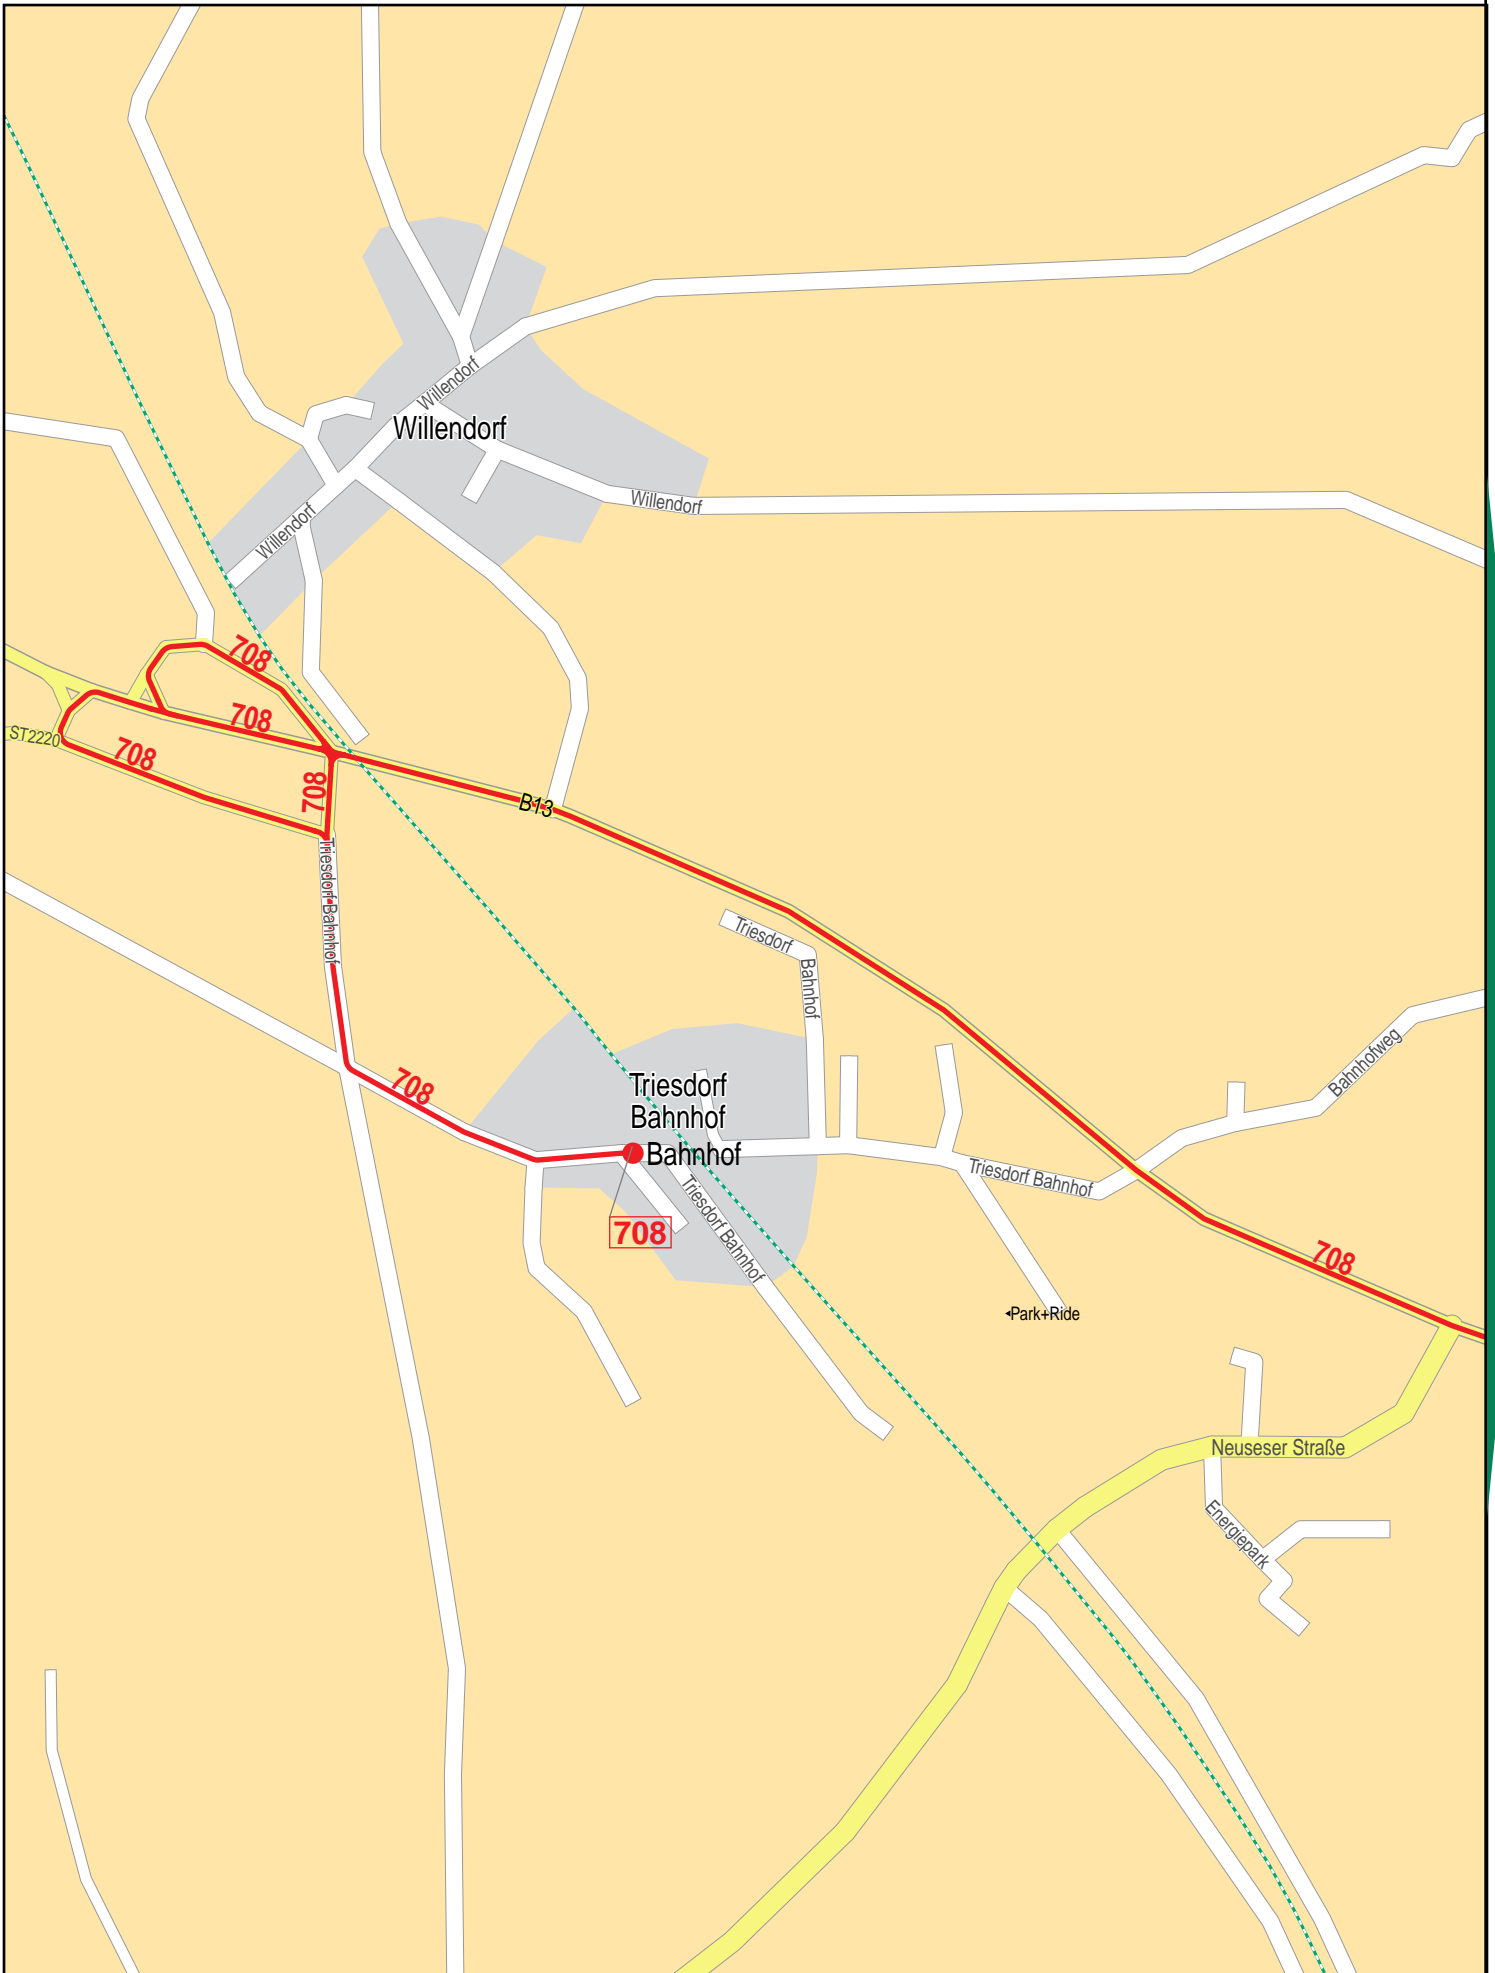 Willendorf
Willendorf
Willendorf
Willendorf
708
708
ST2220
708
708
B13
Triesdorf Bahnhof
Triesdorf
Bahnhof
Bahnhofweg
708
Triesdorf
Bahnhof
Bahnhof
Triesdorf Bahnhof
Triesdorf Bahnhof
708
708
Park+Ride
Neuseser Straße
Energiepark